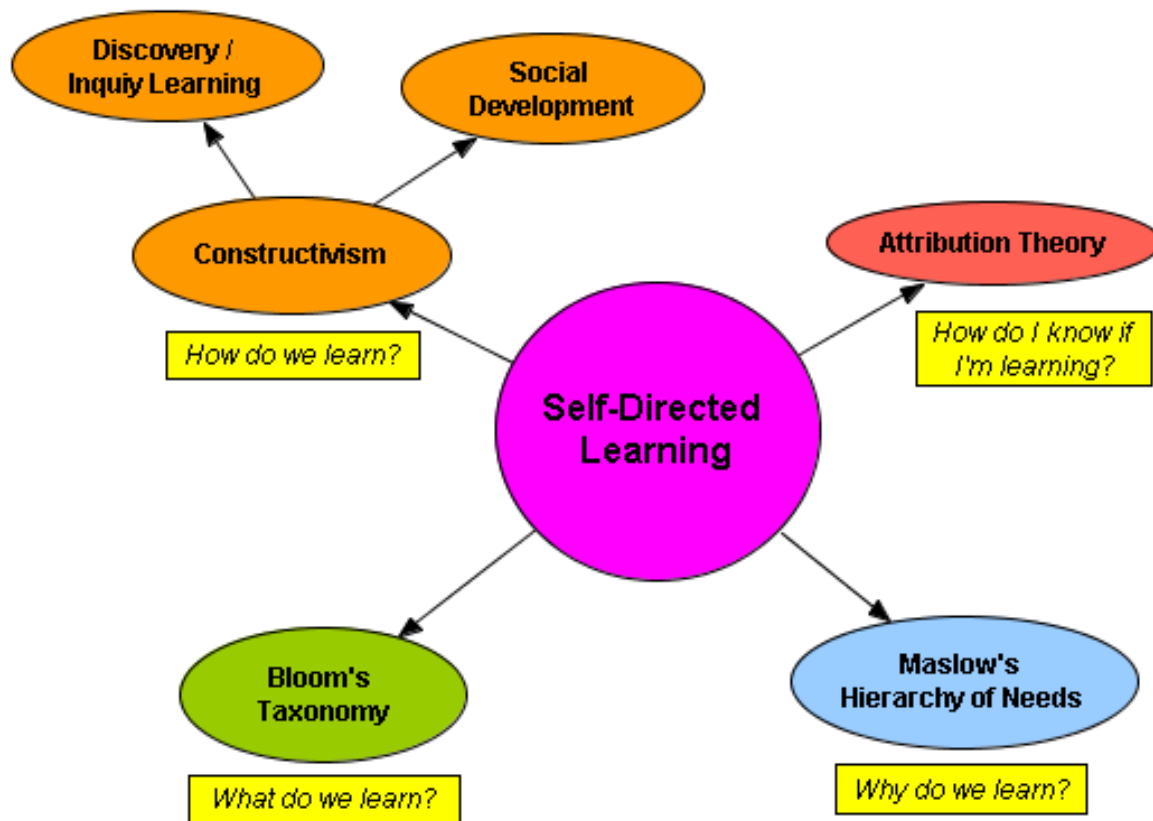 Discovery /
Inquiy Learning
Social
Development
Constructivism
Attribution Theory
How do we learn?
How do I know if
I'm learning?
Self-Directed
Learning
Bloom's
Taxonomy
Maslow's
Hierarchy of Needs
What do we learn?
Why do we learn?